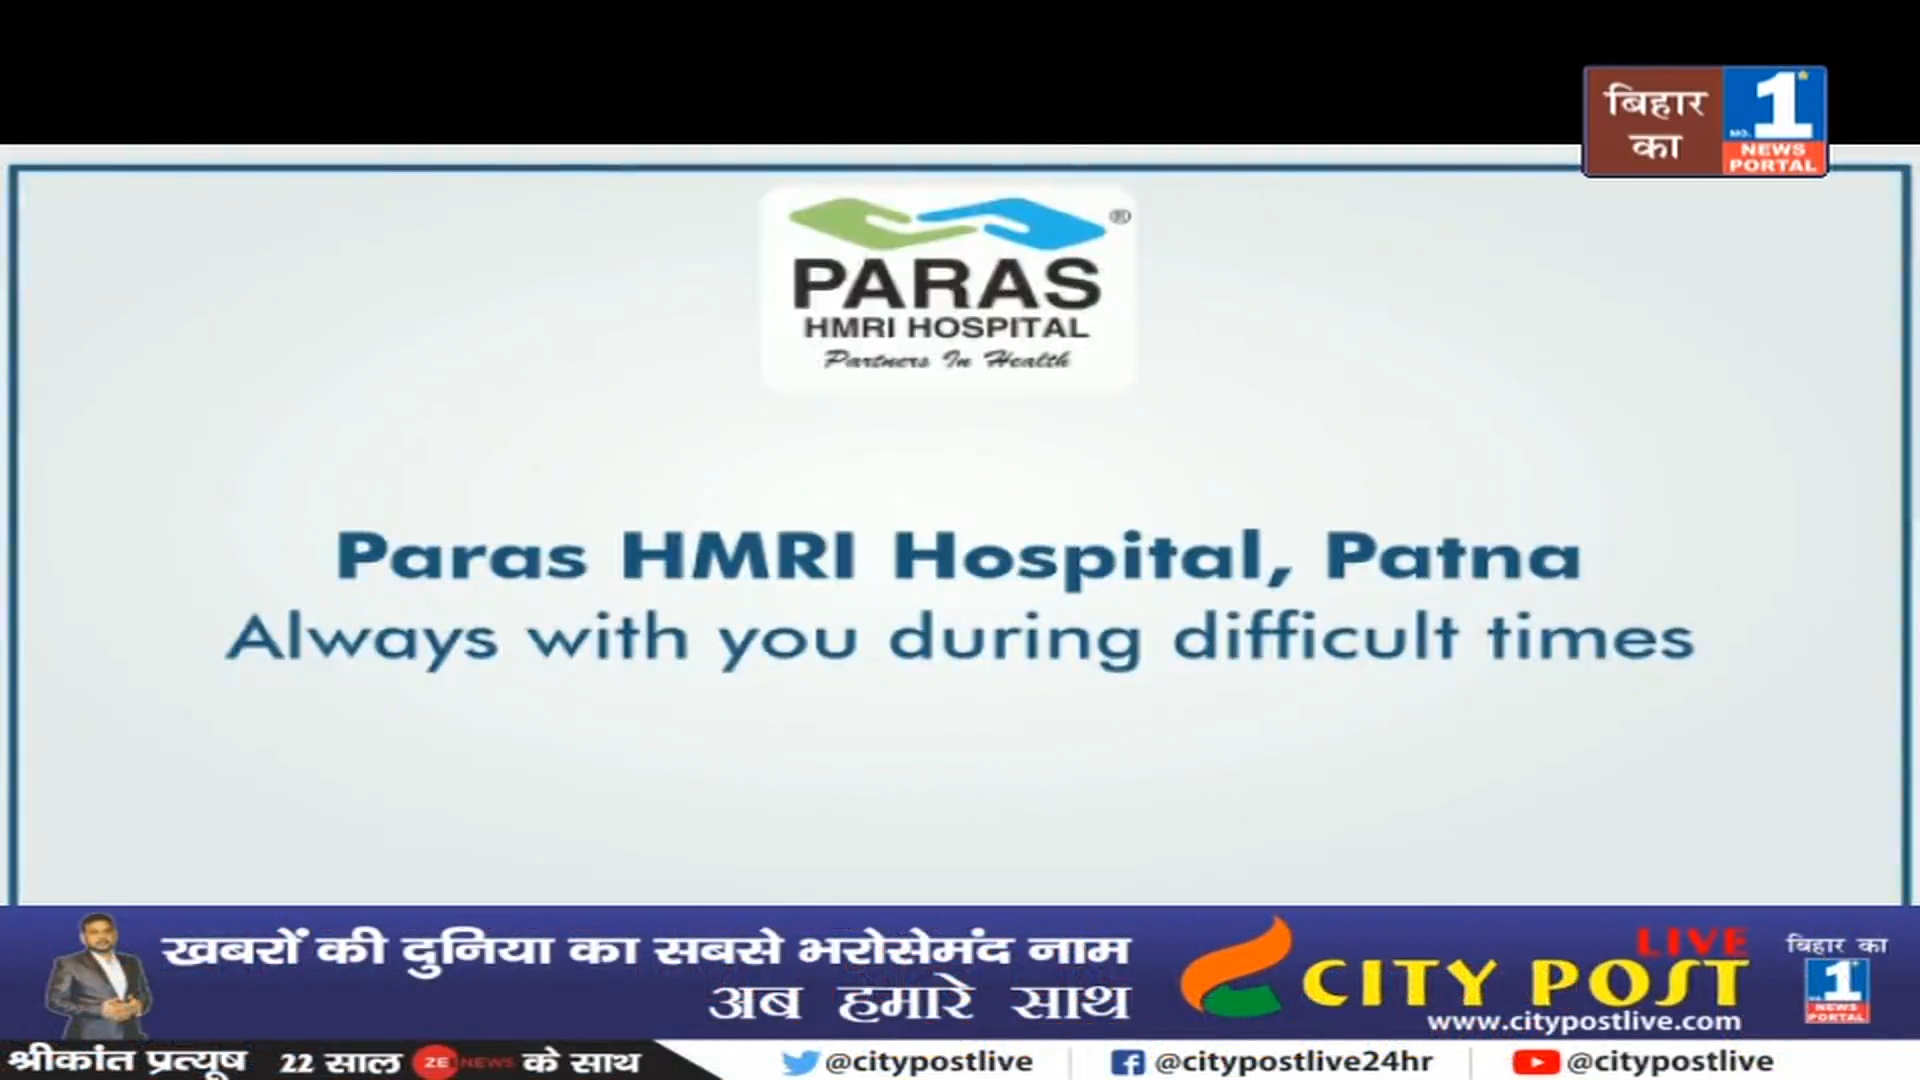 बिहार
का
NO. 1
NEWS
PORTAL
PARAS ®
HMRI HOSPITAL
Partners In Health
Paras HMRI Hospital, Patna
Always with you during difficult times
खबरों की दुनिया का सबसे भरोसेमंद नाम
अब हमारे साथ
LIVE
CITY POST
www.citypostlive.com
बिहार का
NO. 1
NEWS
PORTAL
श्रीकांत प्रत्यूष 22 साल ZEE NEWS के साथ
@citypostlive @citypostlive24hr @citypostlive